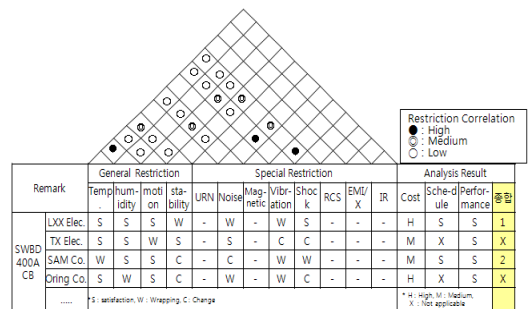 Restriction Correlation
● : High
◎ : Medium
○ : Low
Remark General Restriction Special Restriction Analysis Result
Temp. hum-idity moti on sta-bility URN Noise Mag-netic Vibr-ation Shoc k RCS EMI/X IR Cost Sche-d ule Perfor-mance 종합
SWBD 400A CB
LXX Elec. S S S W - W - W S - - - H S S 1
TX Elec. S S W S - S - C C - - - M X S X
SAM Co. W S S C - C - W W - - - M S S 2
Oring Co. S W S C - W - W C - - - H X S X
..... * S : satisfaction, W : Wrapping, C : Change
* H : High, M : Medium,
X : Not applicable